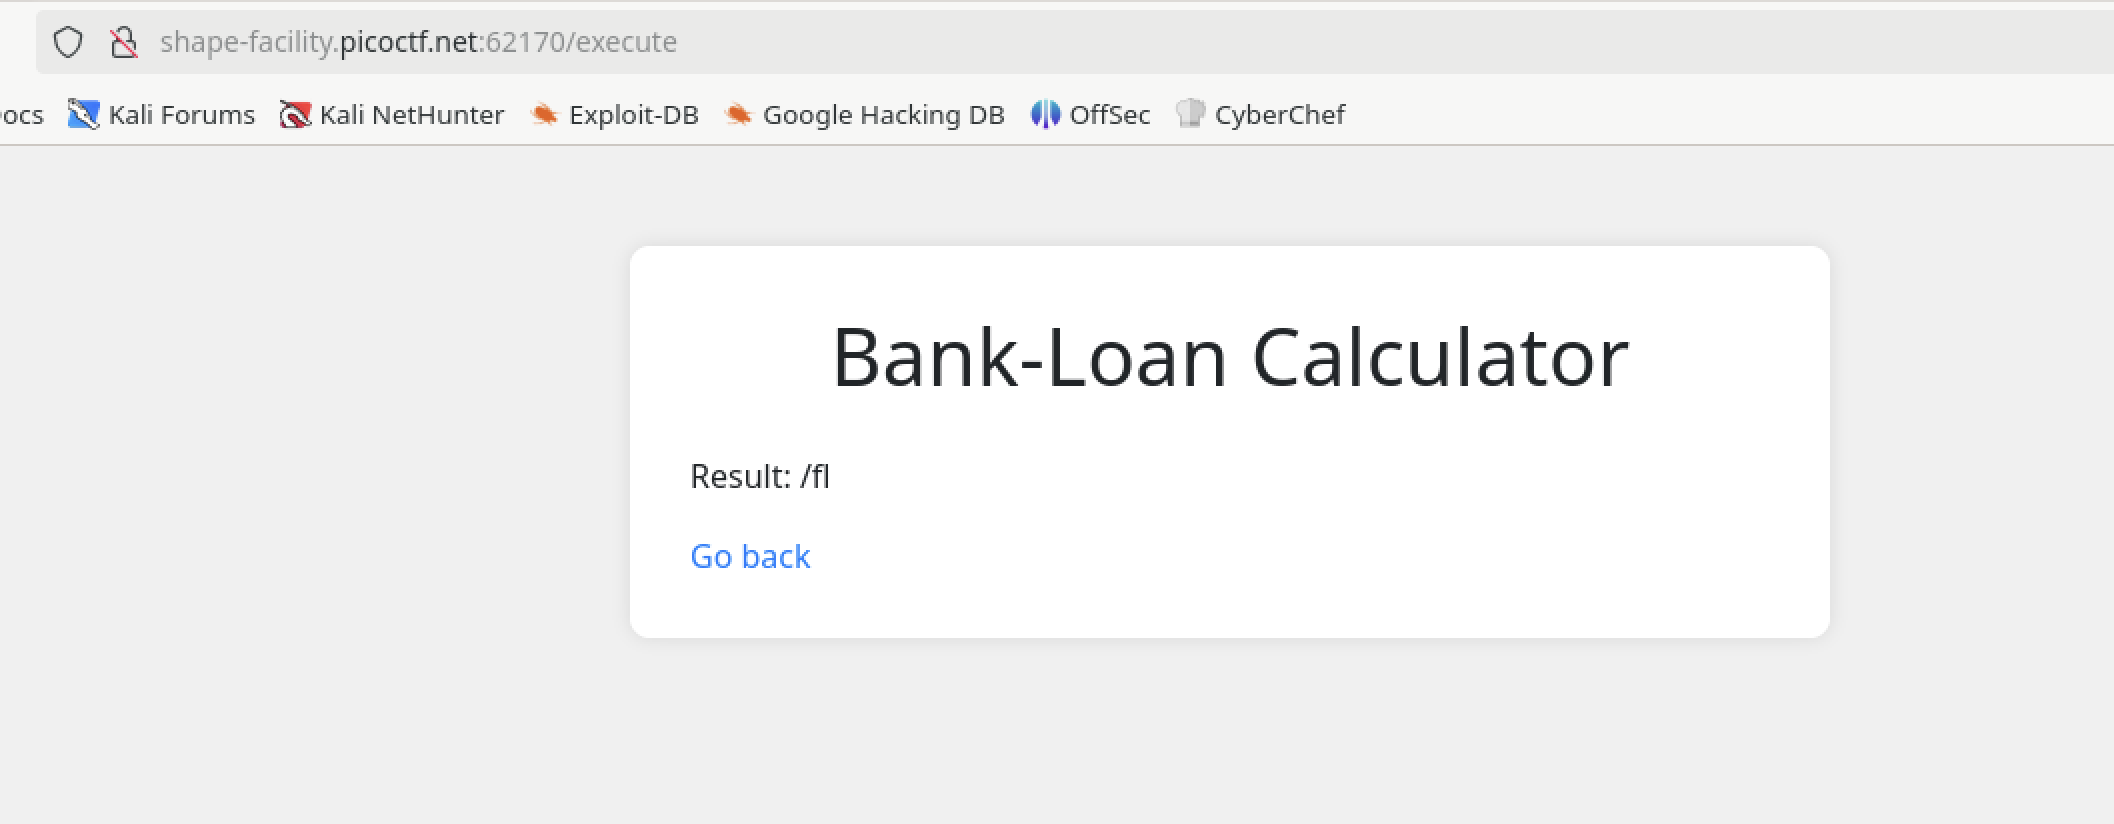 shape-facility.picoctf.net:62170/execute
ocs Kali Forums Kali NetHunter Exploit-DB Google Hacking DB OffSec CyberChef
Bank-Loan Calculator
Result: /fl
Go back